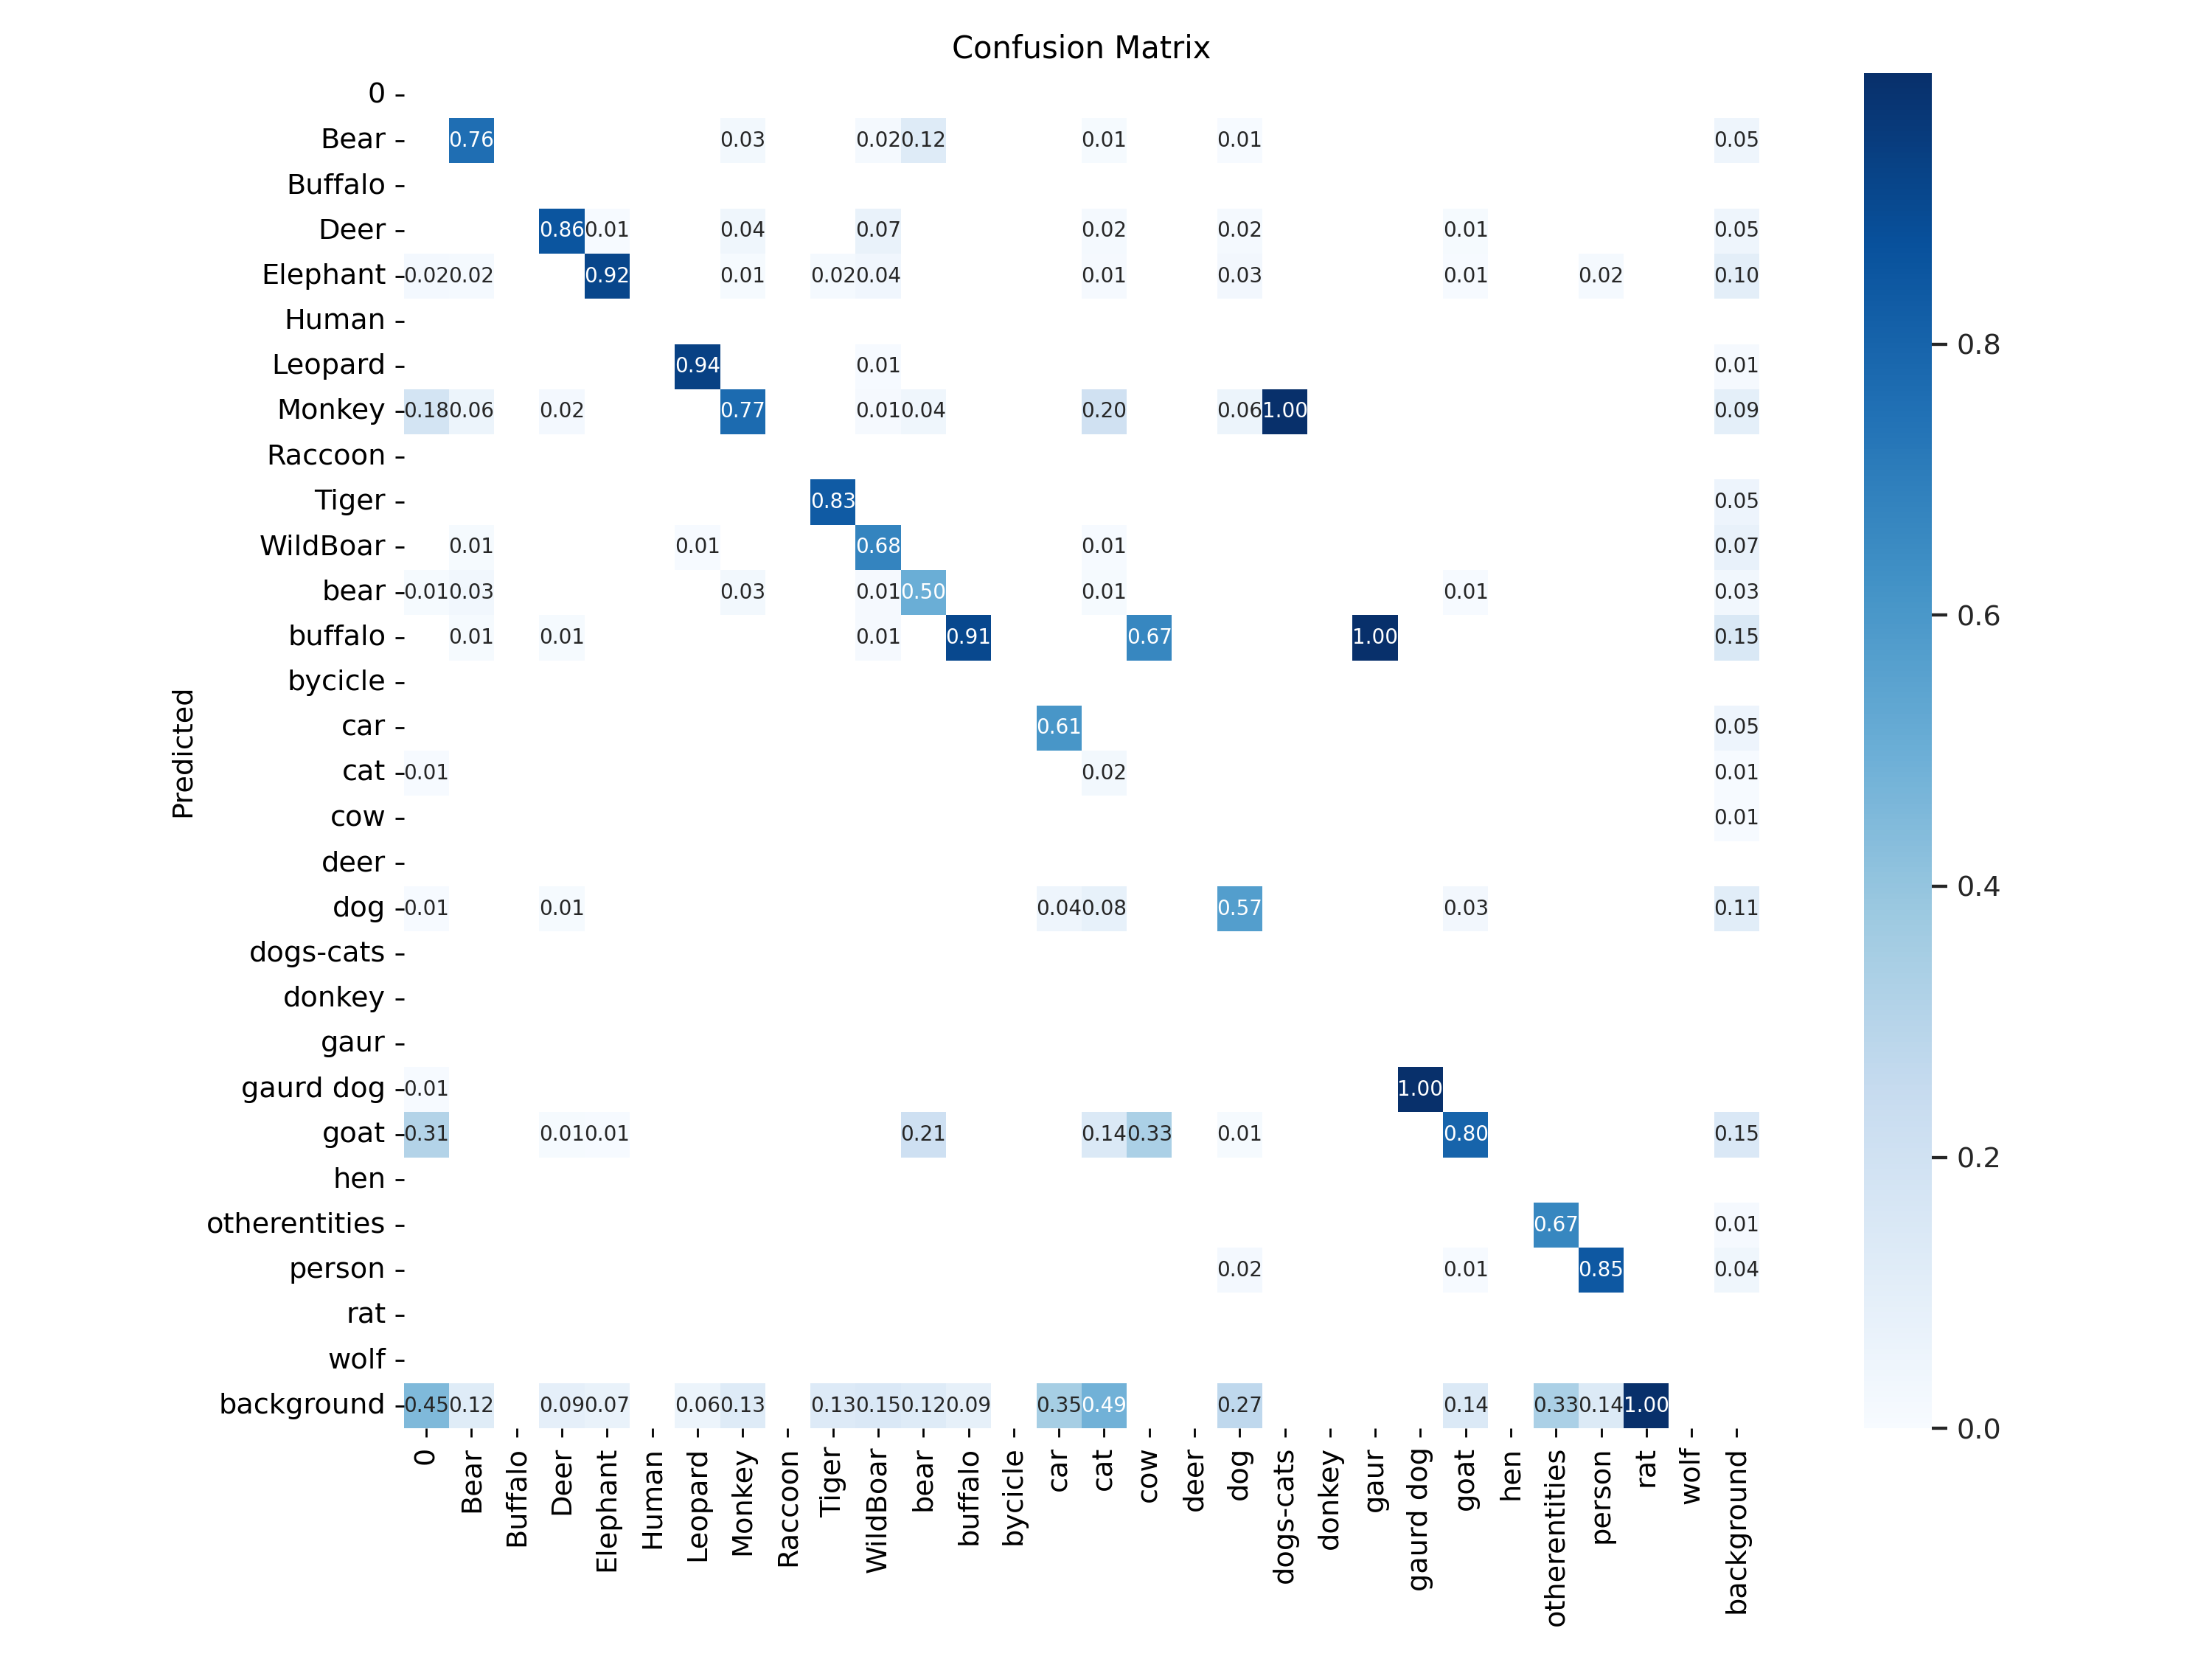 Confusion Matrix
0
Bear 0.76 0.03 0.02 0.12 0.01 0.01 0.05
Buffalo
Deer 0.86 0.01 0.04 0.07 0.02 0.02 0.01 0.05
Elephant 0.02 0.02 0.92 0.01 0.02 0.04 0.01 0.03 0.01 0.02 0.10
Human
Leopard 0.94 0.01 0.01
0.8
Monkey 0.18 0.06 0.02 0.77 0.01 0.04 0.20 0.06 1.00 0.09
Raccoon
Tiger 0.83 0.05
WildBoar 0.01 0.01 0.68 0.01 0.07
bear 0.01 0.03 0.03 0.01 0.50 0.01 0.01 0.03
0.6
buffalo 0.01 0.01 0.01 0.91 0.67 1.00 0.15
bycicle
car 0.61 0.05
Predicted
cat 0.01 0.02 0.01
cow 0.01
deer
0.4
dog 0.01 0.01 0.04 0.08 0.57 0.03 0.11
dogs-cats
donkey
gaur
gaurd dog 0.01 1.00
goat 0.31 0.01 0.01 0.21 0.14 0.33 0.01 0.80 0.15
0.2
hen
otherentities 0.67 0.01
person 0.02 0.01 0.85 0.04
rat
wolf
background 0.45 0.12 0.09 0.07 0.06 0.13 0.13 0.15 0.12 0.09 0.35 0.49 0.27 0.14 0.33 0.14 1.00
0.0
0
Bear
Buffalo
Deer
Elephant
Human
Leopard
Monkey
Raccoon
Tiger
WildBoar
bear
buffalo
bycicle
car
cat
cow
deer
dog
dogs-cats
donkey
gaur
gaurd dog
goat
hen
otherentities
person
rat
wolf
background